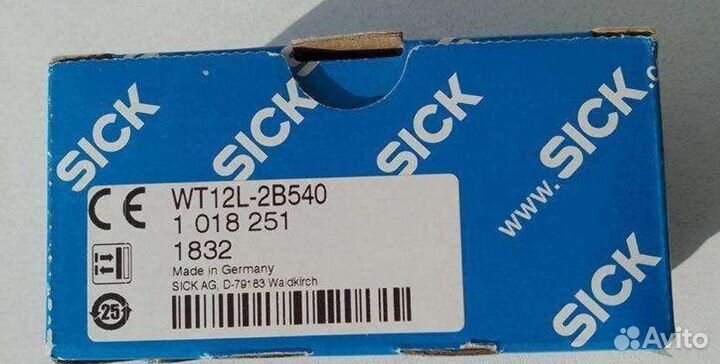 SICK
SICK
SICK
SICK
SICK
SICK
www.s
.c
CE
WT12L-2B540
1 018 251
1832
Made in Germany
SICK AG, D-79183 Waldkirch
25
Avito